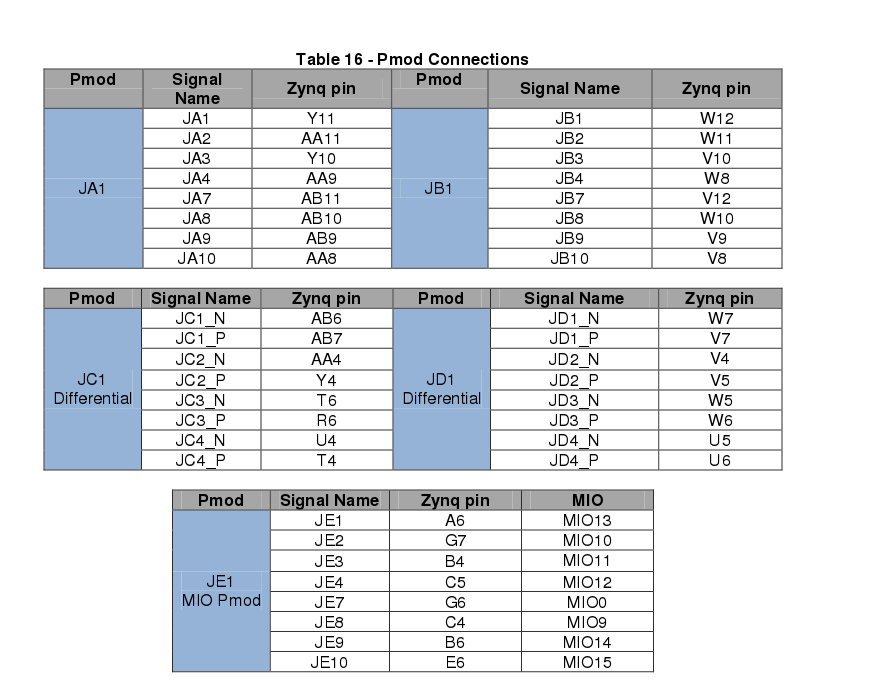 Table 16 - Pmod Connections
Pmod Signal Name Zynq pin Pmod Signal Name Zynq pin
JA1 JA1 Y11 JB1 JB1 W12
JA2 AA11 JB2 W11
JA3 Y10 JB3 V10
JA4 AA9 JB4 W8
JA7 AB11 JB7 V12
JA8 AB10 JB8 W10
JA9 AB9 JB9 V9
JA10 AA8 JB10 V8
Pmod Signal Name Zynq pin Pmod Signal Name Zynq pin
JC1 Differential JC1_N AB6 JD1 Differential JD1_N W7
JC1_P AB7 JD1_P V7
JC2_N AA4 JD2_N V4
JC2_P Y4 JD2_P V5
JC3_N T6 JD3_N W5
JC3_P R6 JD3_P W6
JC4_N U4 JD4_N U5
JC4_P T4 JD4_P U6
Pmod Signal Name Zynq pin MIO
JE1 MIO Pmod JE1 A6 MIO13
JE2 G7 MIO10
JE3 B4 MIO11
JE4 C5 MIO12
JE7 G6 MIO0
JE8 C4 MIO9
JE9 B6 MIO14
JE10 E6 MIO15